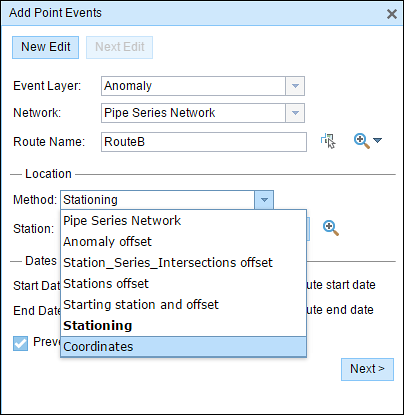 Add Point Events
New Edit Next Edit
Event Layer: Anomaly
Network: Pipe Series Network
Route Name: RouteB
Location
Method: Stationing
Pipe Series Network
Station:
Anomaly offset
Station_Series_Intersections offset
Dates
Stations offset
Start Dat ute start date
Starting station and offset
End Date ute end date
Stationing
Preve
Coordinates
Next >